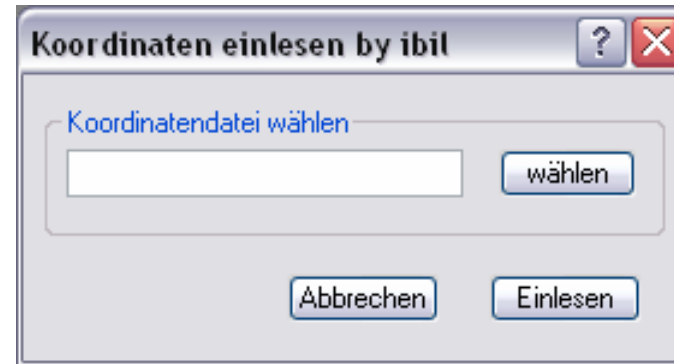 Koordinaten einlesen by ibil
?
Koordinatendatei wählen
wählen
Abbrechen
Einlesen